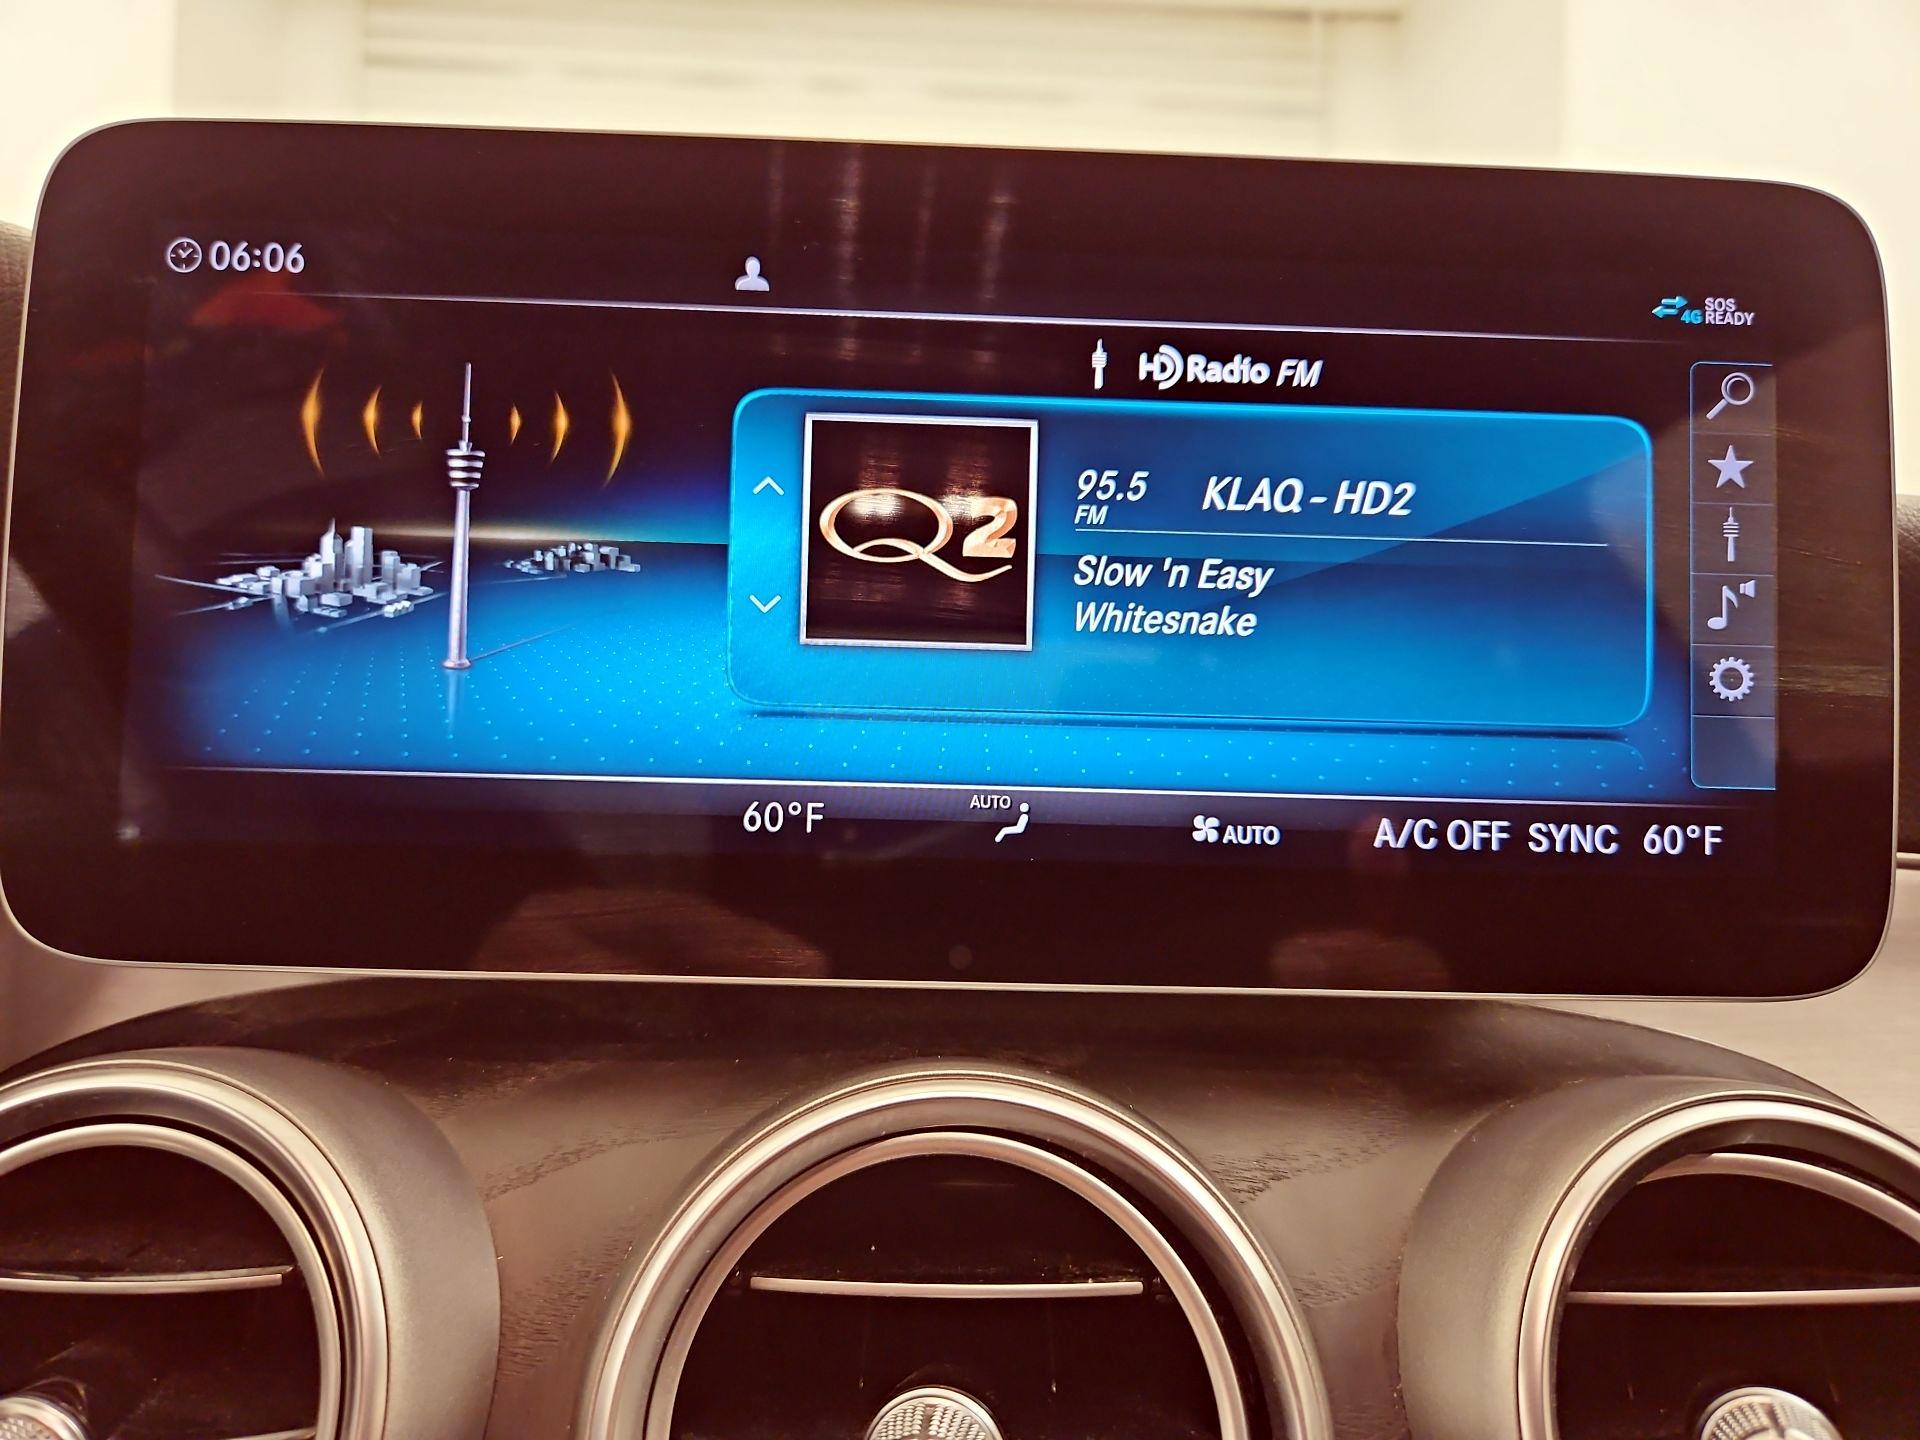 06:06
4G SOS READY
HD Radio FM
Q2
95.5 FM
KLAQ - HD2
Slow 'n Easy
Whitesnake
60°F
AUTO
AUTO
A/C OFF SYNC 60°F